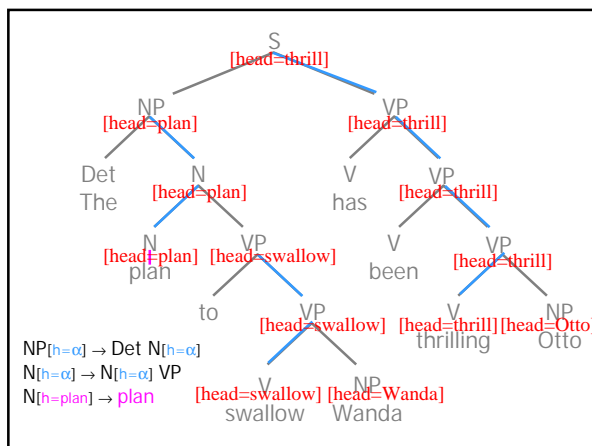 S
[head=thrill]
NP VP
[head=plan] [head=thrill]
Det N V VP
The [head=plan] has [head=thrill]
N VP V VP
[head=plan] [head=swallow] been [head=thrill]
plan
to VP V NP
[head=swallow] [head=thrill] [head=Otto]
thrilling Otto
NP[h=α] → Det N[h=α]
N[h=α] → N[h=α] VP
N[h=plan] → plan
V NP
[head=swallow] [head=Wanda]
swallow Wanda